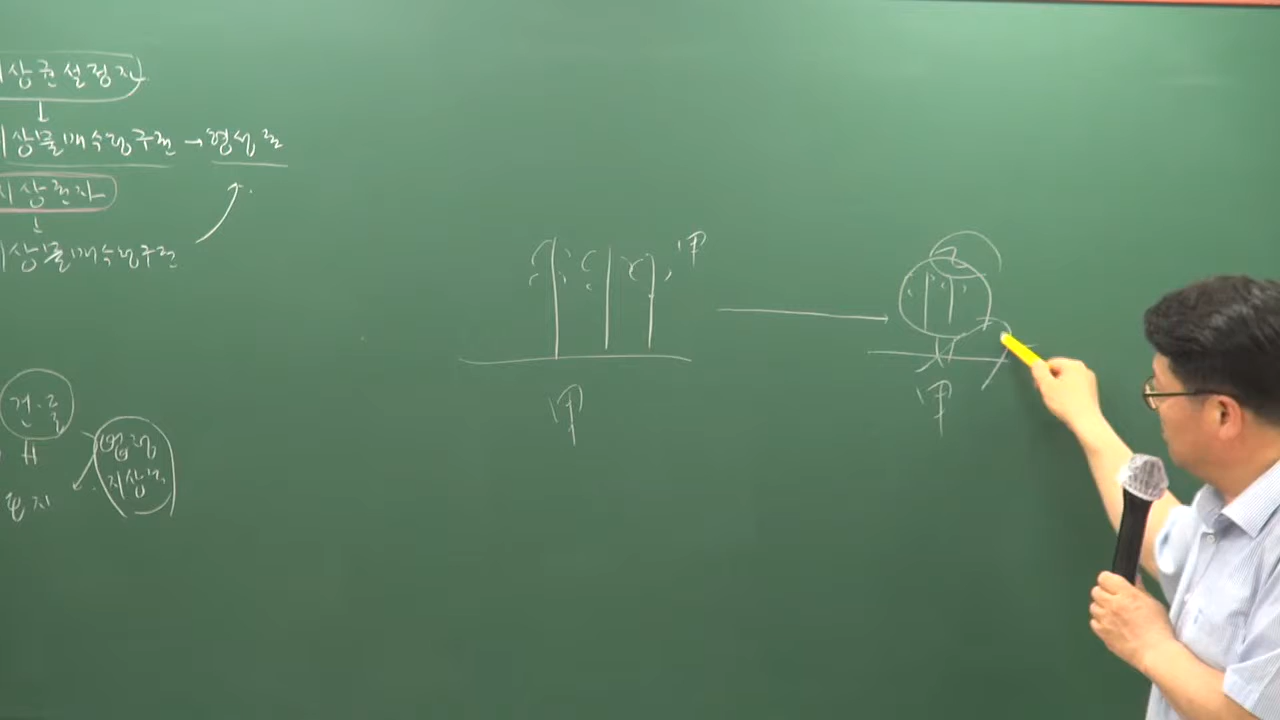 지상권설정자
↓
지상물매수청구권 → 형성권
지상권자
↓
지상물매수청구권
甲
甲
甲
건물
법정
지상권
토지